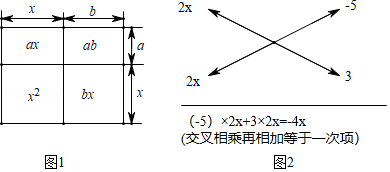 x b
ax ab a
x² bx x
图1
2x -5
2x 3
(-5) ×2x+3×2x=-4x
(交叉相乘再相加等于一次项)
图2